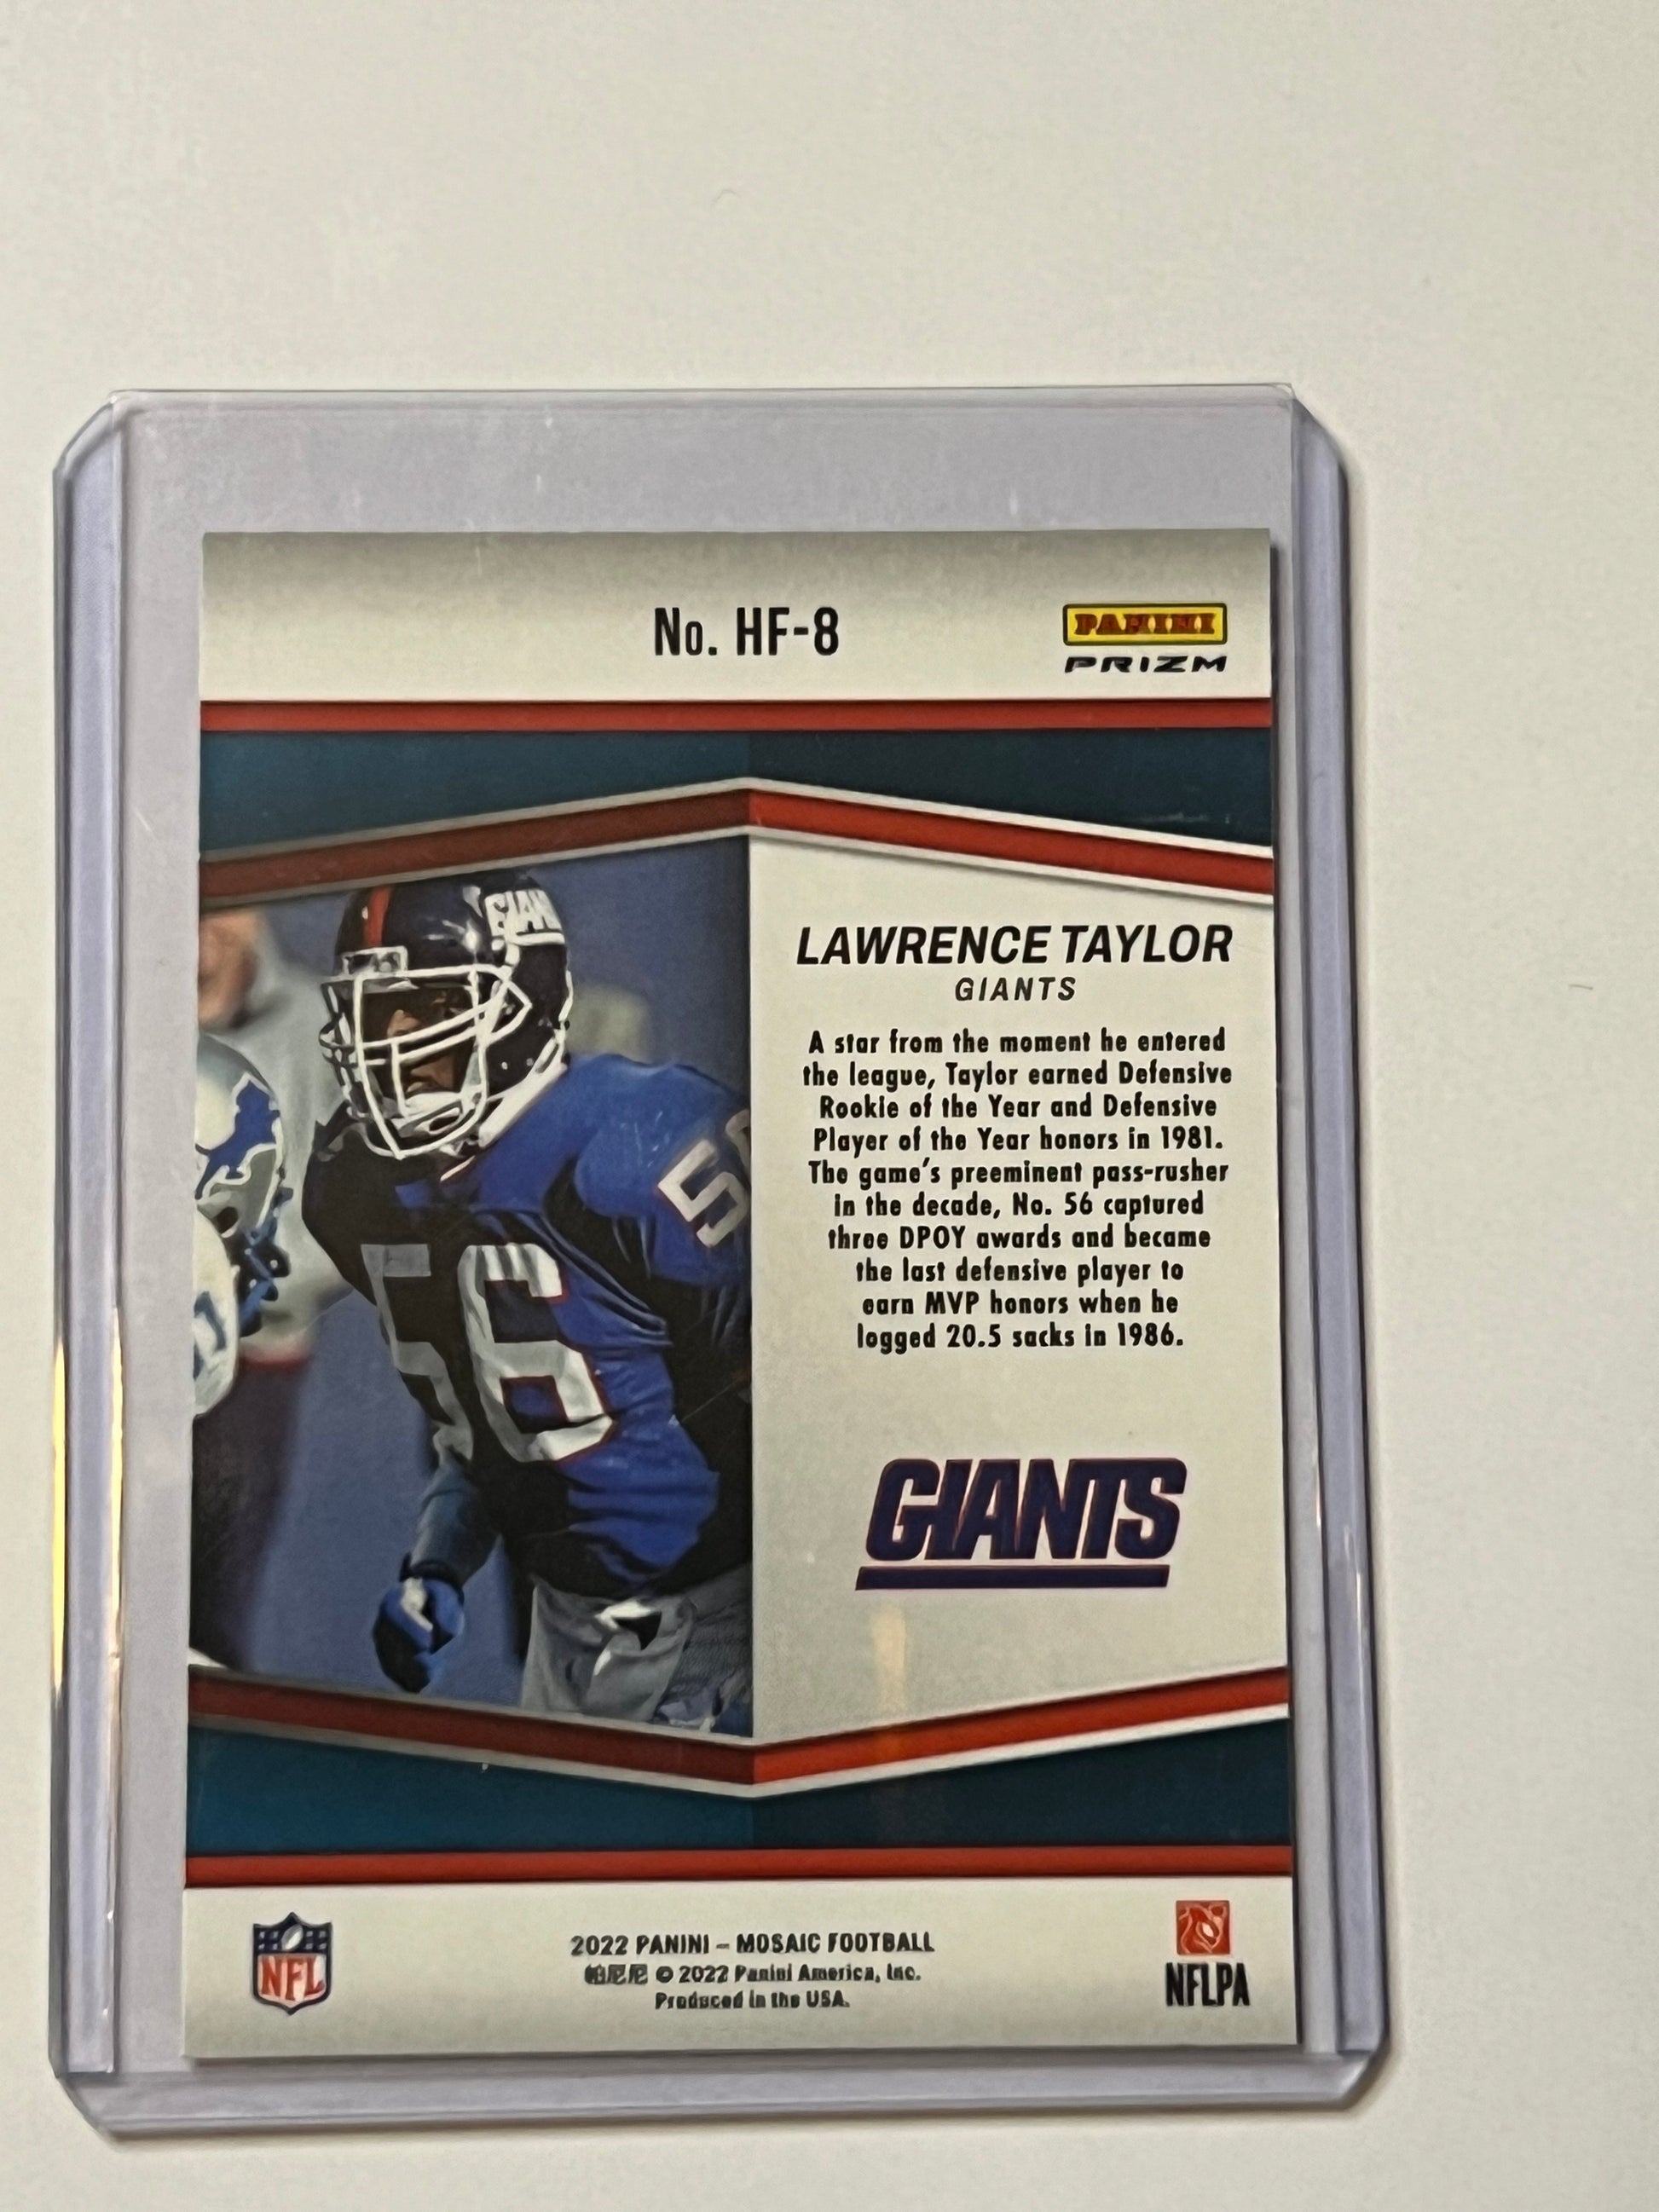 No. HF-8
PANINI
PRIZM
GIAN
56
56
LAWRENCE TAYLOR
GIANTS
A star from the moment he entered
the league, Taylor earned Defensive
Rookie of the Year and Defensive
Player of the Year honors in 1981.
The game's preeminent pass-rusher
in the decade, No. 56 captured
three DPOY awards and became
the last defensive player to
earn MVP honors when he
logged 20.5 sacks in 1986.
GIANTS
NFL
2022 PANINI – MOSAIC FOOTBALL
帕尼尼 © 2022 Panini America, Inc.
Produced in the USA.
NFLPA